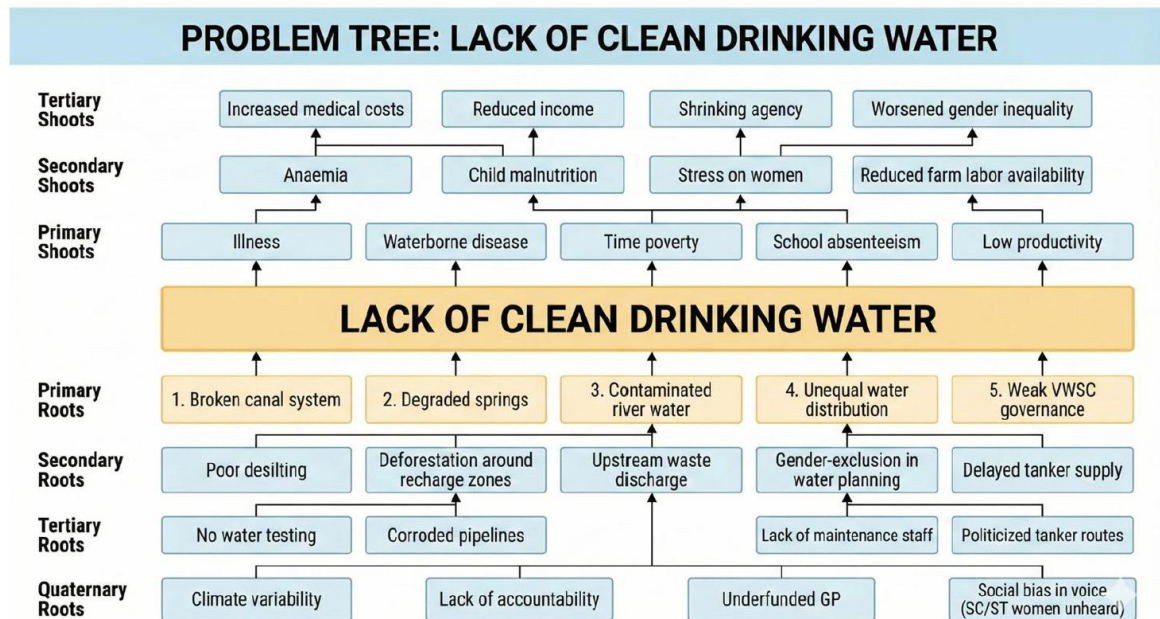 PROBLEM TREE: LACK OF CLEAN DRINKING WATER
Tertiary
Shoots
Increased medical costs
Reduced income
Shrinking agency
Worsened gender inequality
Secondary
Shoots
Anaemia
Child malnutrition
Stress on women
Reduced farm labor availability
Primary
Shoots
Illness
Waterborne disease
Time poverty
School absenteeism
Low productivity
LACK OF CLEAN DRINKING WATER
Primary
Roots
1. Broken canal system
2. Degraded springs
3. Contaminated
river water
4. Unequal water
distribution
5. Weak VWSC
governance
Secondary
Roots
Poor desilting
Deforestation around
recharge zones
Upstream waste
discharge
Gender-exclusion in
water planning
Delayed tanker supply
Tertiary
Roots
No water testing
Corroded pipelines
Lack of maintenance staff
Politicized tanker routes
Quaternary
Roots
Climate variability
Lack of accountability
Underfunded GP
Social bias in voice
(SC/ST women unheard)